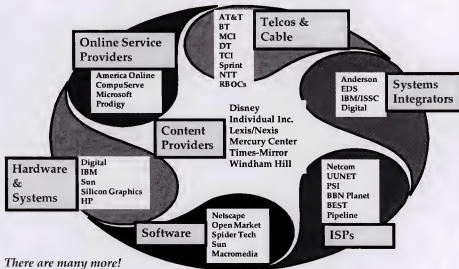 AT&T
BT
MCI
DT
TCI
Sprint
NTT
RBOCs
Telcos &
Cable
Online Service
Providers
America Online
CompuServe
Microsoft
Prodigy
Anderson
EDS
IBM/ISSC
Digital
Systems
Integrators
Content
Providers
Disney
Individual Inc.
Lexis/Nexis
Mercury Center
Times-Mirror
Windham Hill
Hardware
&
Systems
Digital
IBM
Sun
Silicon Graphics
HP
Netcom
UUNET
PSI
BBN Planet
BEST
Pipeline
ISPs
Software
Netscape
Open Market
Spider Tech
Sun
Macromedia
There are many more!